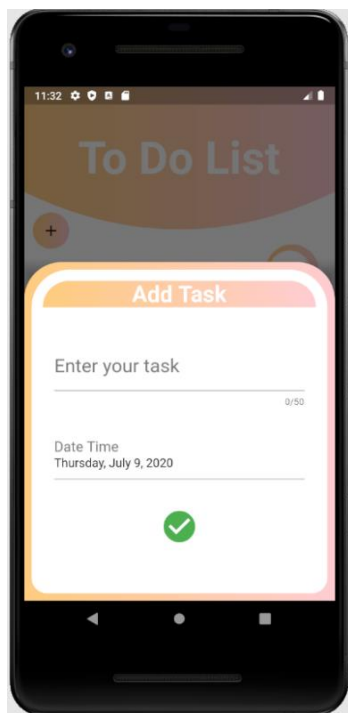 11:32
To Do List
+
Add Task
Enter your task
0/50
Date Time
Thursday, July 9, 2020